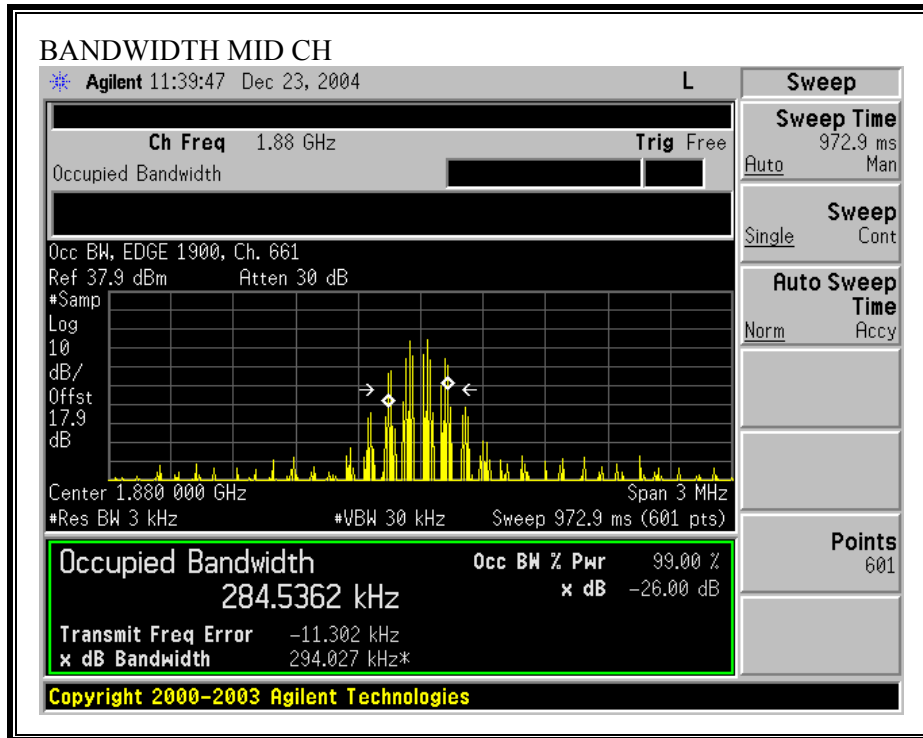 BANDWIDTH MID CH
Agilent 11:39:47 Dec 23, 2004 L
Sweep
Ch Freq 1.88 GHz Trig Free
Occupied Bandwidth
Sweep Time
972.9 ms
Auto Man
Sweep
Single Cont
Auto Sweep
Time
Norm Accy
Points
601
Occ BW, EDGE 1900, Ch. 661
Ref 37.9 dBm Atten 30 dB
#Samp
Log
10
dB/
Offst
17.9
dB
Center 1.880 000 GHz Span 3 MHz
#Res BW 3 kHz #VBW 30 kHz Sweep 972.9 ms (601 pts)
Occupied Bandwidth
284.5362 kHz
Occ BW % Pwr 99.00 %
x dB -26.00 dB
Transmit Freq Error -11.302 kHz
x dB Bandwidth 294.027 kHz*
Copyright 2000-2003 Agilent Technologies